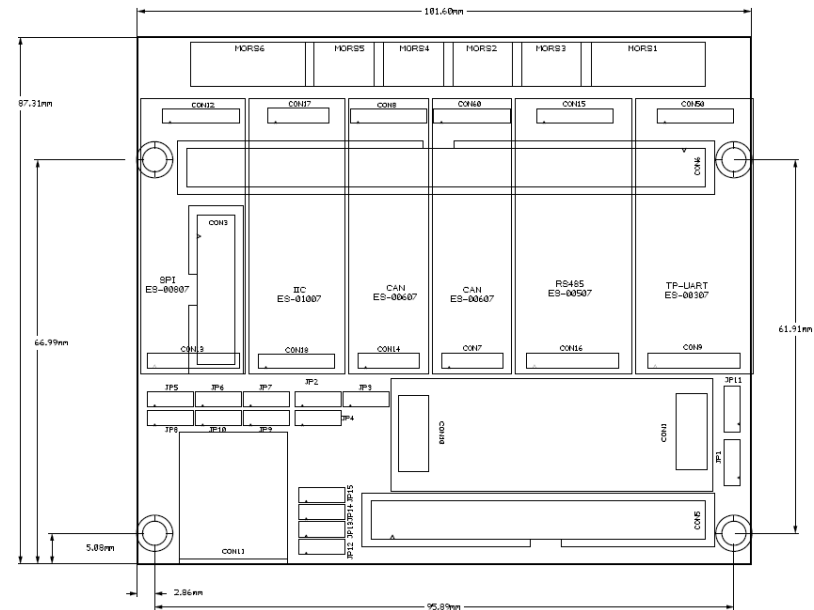 101.60mm
MORS6 MORS5 MORS4 MORS2 MORS3 MORS1
87.31mm
CON12 CON17 CON8 CON60 CON15 CON50
CON6
CON3
SPI
ES-00807
IIC
ES-01007
CAN
ES-00607
CAN
ES-00607
RS485
ES-00507
TP-UART
ES-00307
66.99mm
61.91mm
CON13 CON18 CON14 CON7 CON16 CON9
JP5 JP6 JP7 JP2 JP3 JP11
JP8 JP10 JP9 JP4
CON1
JP1
JP15
JP14
JP13
JP12
CON5
CON11
5.08mm
2.86mm
95.89mm